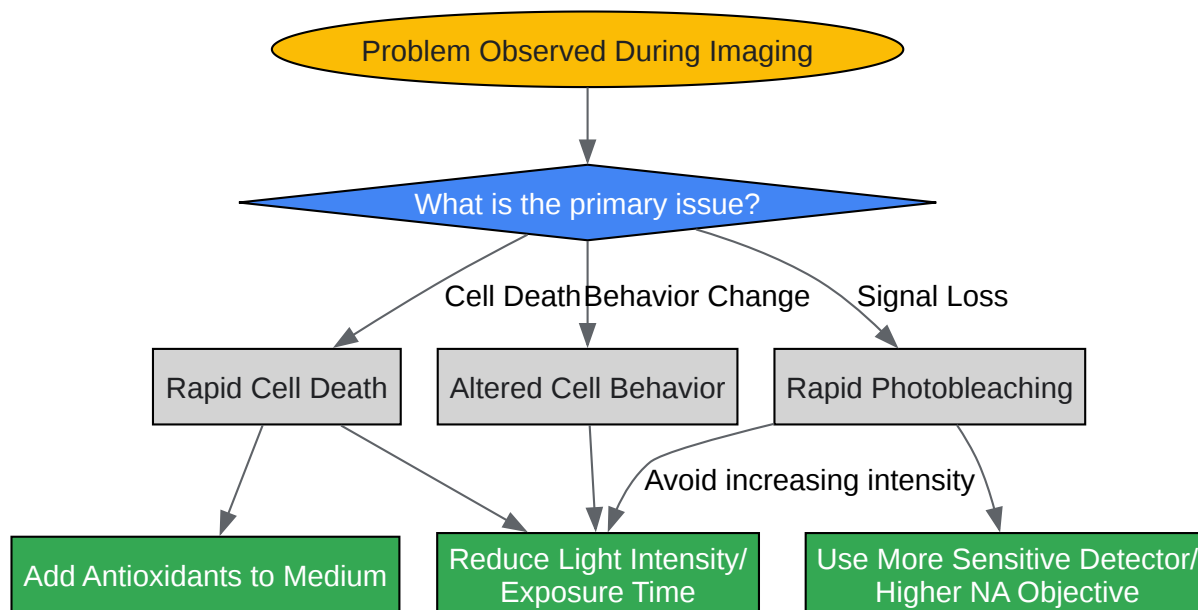 Problem Observed During Imaging
What is the primary issue?
Cell Death
Behavior Change
Signal Loss
Rapid Cell Death
Altered Cell Behavior
Rapid Photobleaching
Avoid increasing intensity
Add Antioxidants to Medium
Reduce Light Intensity/
Exposure Time
Use More Sensitive Detector/
Higher NA Objective